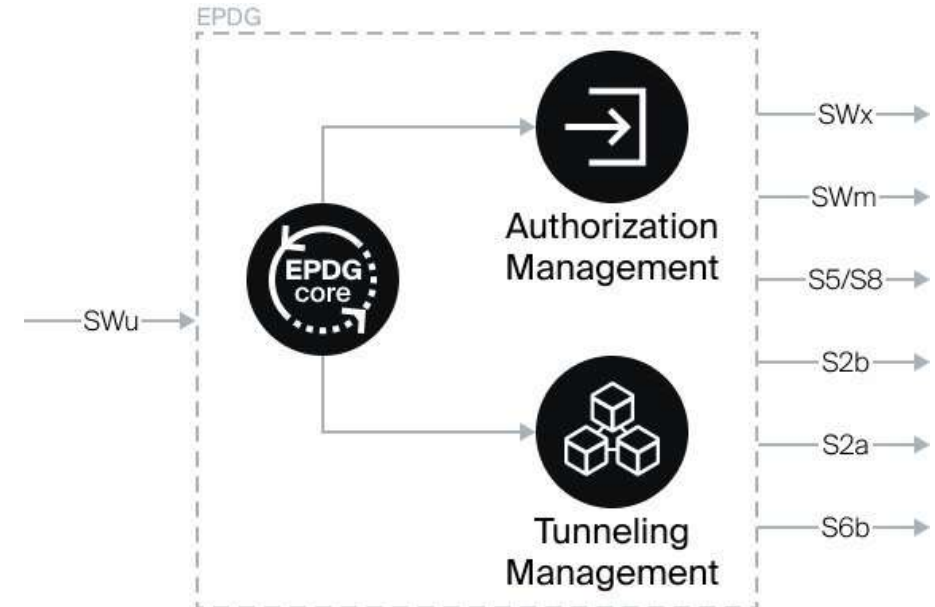 EPDG
SWx
SWm
Authorization
Management
EPDG
core
S5/S8
SWu
S2b
S2a
Tunneling
Management
S6b